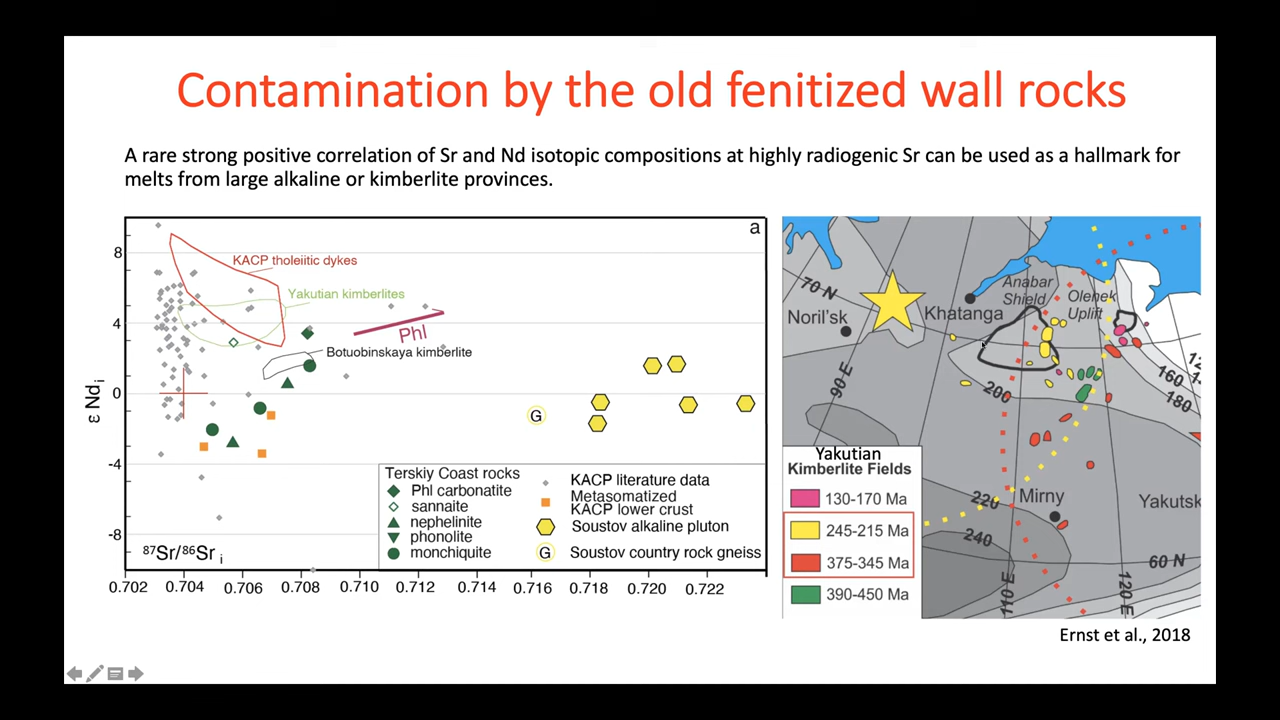 Contamination by the old fenitized wall rocks
A rare strong positive correlation of Sr and Nd isotopic compositions at highly radiogenic Sr can be used as a hallmark for
melts from large alkaline or kimberlite provinces.
a
8
4
0
-4
-8
ε Nd i
KACP tholeiitic dykes
Yakutian kimberlites
Phl
Botuobinskaya kimberlite
G
Terskiy Coast rocks
Phl carbonatite
sannaite
nephelinite
phonolite
monchiquite
KACP literature data
Metasomatized
KACP lower crust
Soustov alkaline pluton
G Soustov country rock gneiss
87Sr/86Sr i
0.702 0.704 0.706 0.708 0.710 0.712 0.714 0.716 0.718 0.720 0.722
70 N
Noril'sk
Khatanga
Anabar
Shield
Olenek
Uplift
90 E
200
160
180
220
240
Mirny
Yakutsk
60 N
110 E
120 E
Yakutian
Kimberlite Fields
130-170 Ma
245-215 Ma
375-345 Ma
390-450 Ma
Ernst et al., 2018